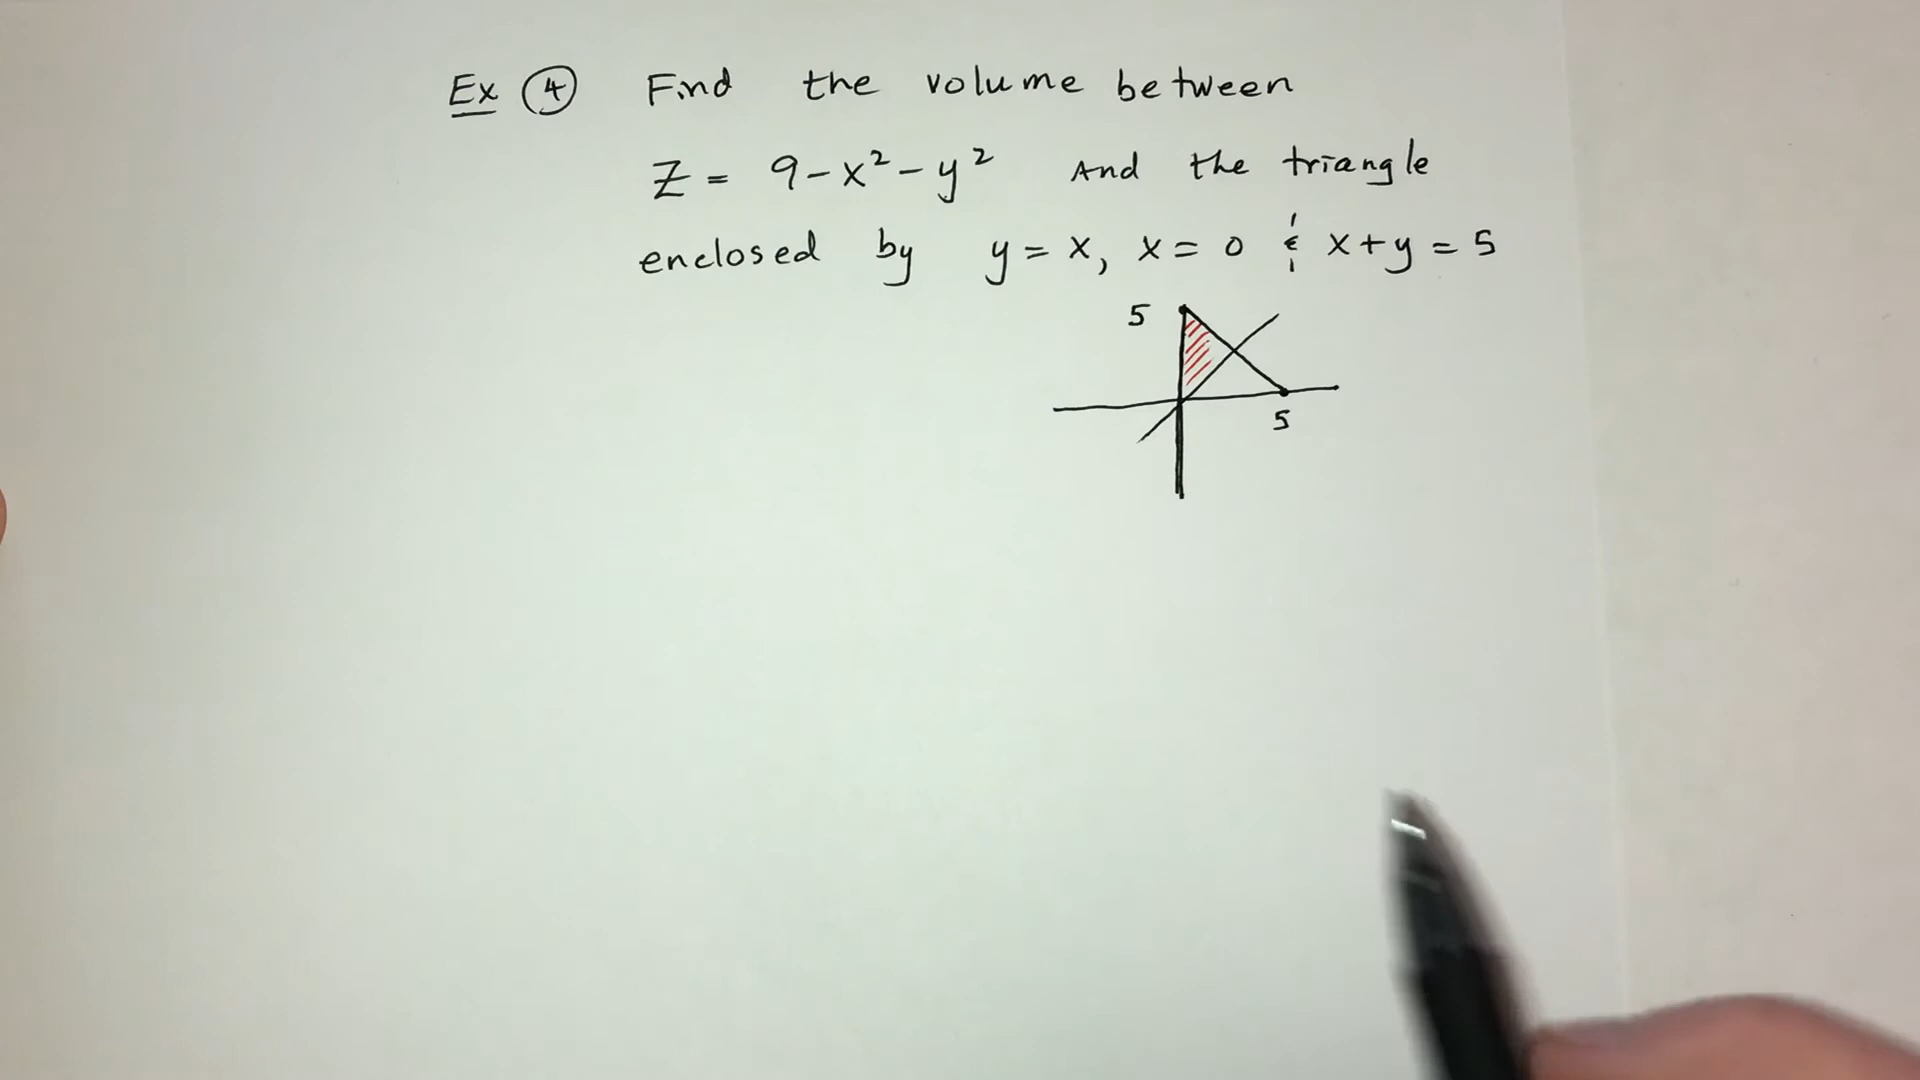 Ex ④ Find the volume between
Z = 9-x²-y² And the triangle
enclosed by y = x, x = 0 & x+y = 5
5
5